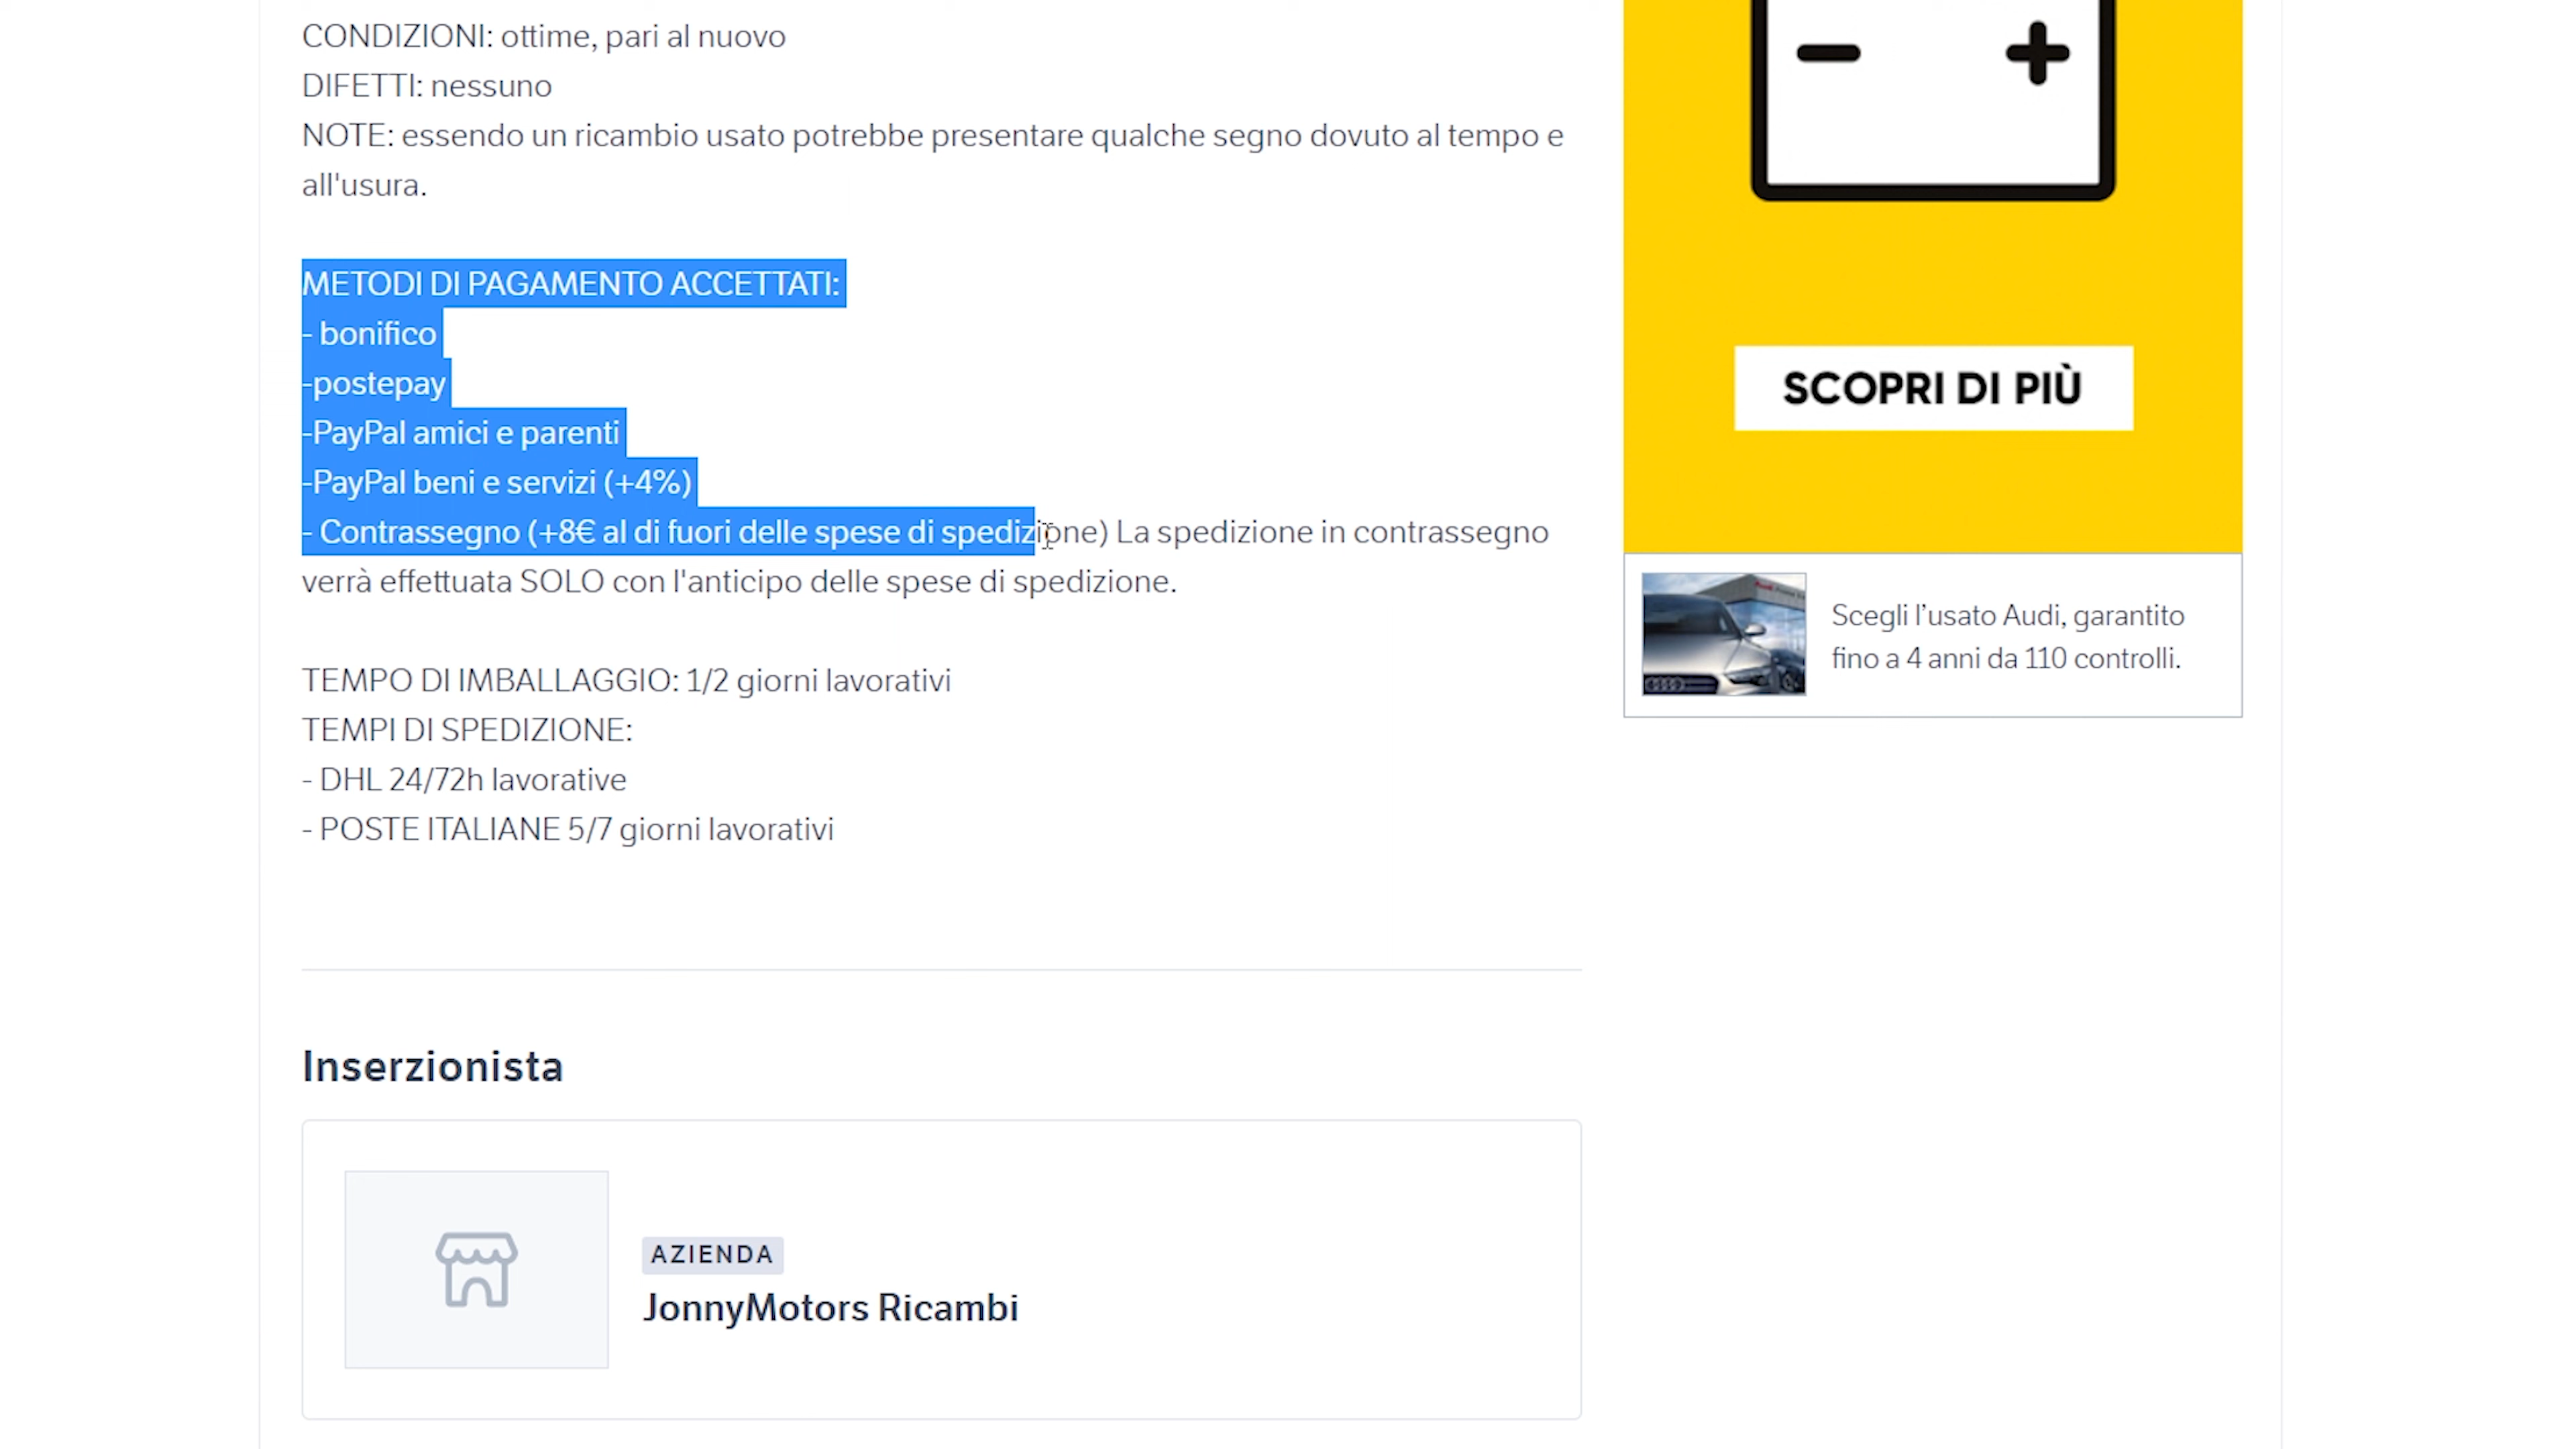 CONDIZIONI: ottime, pari al nuovo
DIFETTI: nessuno
NOTE: essendo un ricambio usato potrebbe presentare qualche segno dovuto al tempo e
all'usura.
METODI DI PAGAMENTO ACCETTATI:
- bonifico
-postepay
-PayPal amici e parenti
-PayPal beni e servizi (+4%)
- Contrassegno (+8€ al di fuori delle spese di spedizione) La spedizione in contrassegno
verrà effettuata SOLO con l'anticipo delle spese di spedizione.
TEMPO DI IMBALLAGGIO: 1/2 giorni lavorativi
TEMPI DI SPEDIZIONE:
- DHL 24/72h lavorative
- POSTE ITALIANE 5/7 giorni lavorativi
Inserzionista
AZIENDA
JonnyMotors Ricambi
SCOPRI DI PIÙ
Scegli l’usato Audi, garantito
fino a 4 anni da 110 controlli.